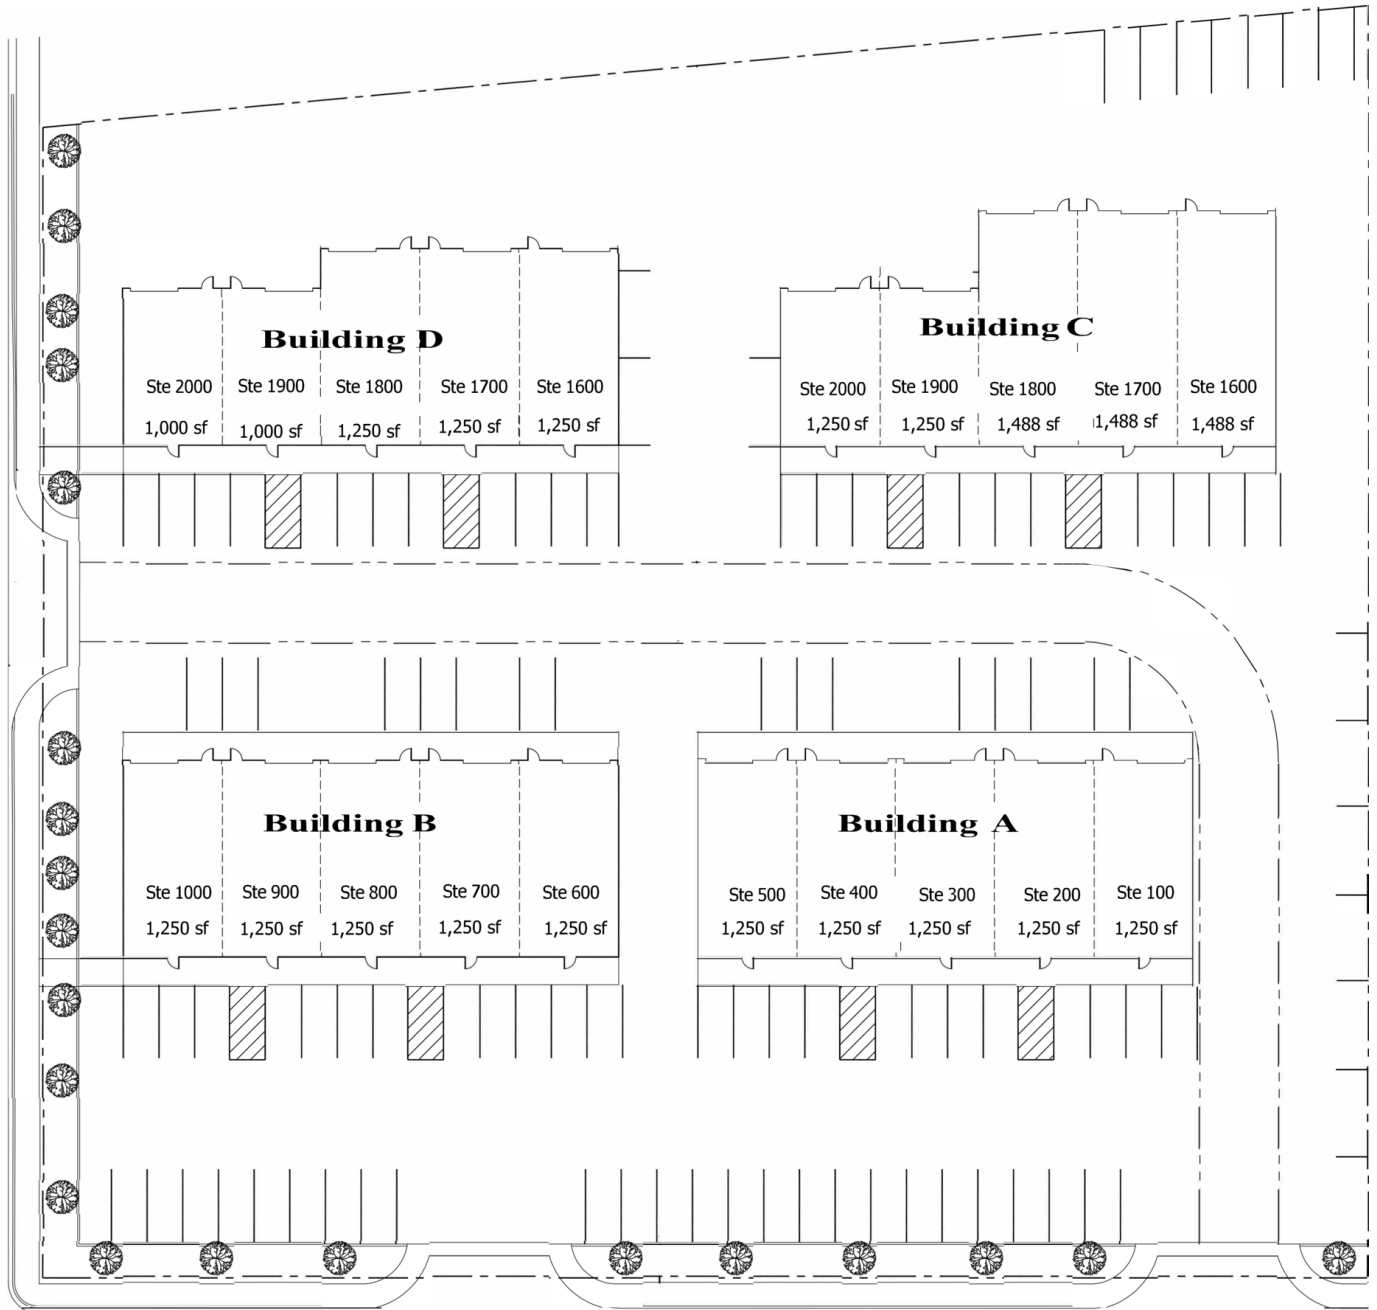 Building D
Ste 2000 Ste 1900 Ste 1800 Ste 1700 Ste 1600
1,000 sf 1,000 sf 1,250 sf 1,250 sf 1,250 sf
Building C
Ste 2000 Ste 1900 Ste 1800 Ste 1700 Ste 1600
1,250 sf 1,250 sf 1,488 sf 1,488 sf 1,488 sf
Building B
Ste 1000 Ste 900 Ste 800 Ste 700 Ste 600
1,250 sf 1,250 sf 1,250 sf 1,250 sf 1,250 sf
Building A
Ste 500 Ste 400 Ste 300 Ste 200 Ste 100
1,250 sf 1,250 sf 1,250 sf 1,250 sf 1,250 sf